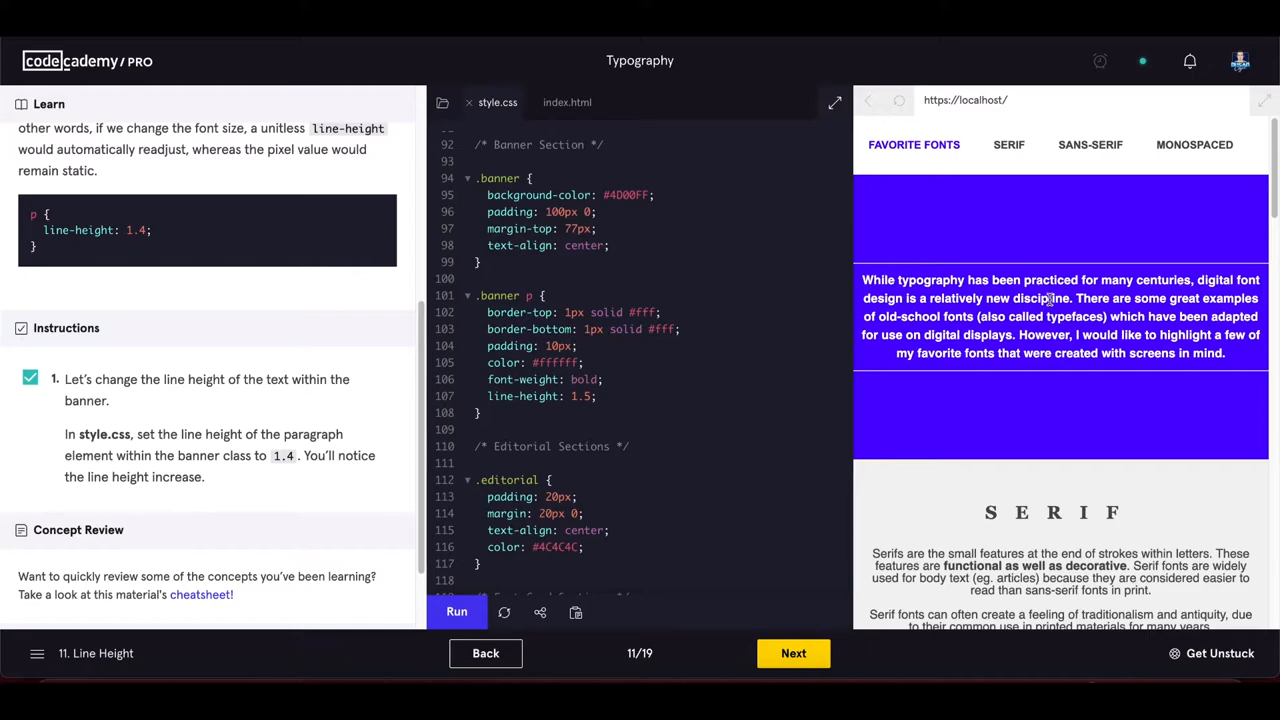 codecademy / PRO
Typography
Learn
other words, if we change the font size, a unitless line-height
would automatically readjust, whereas the pixel value would
remain static.
p {
line-height: 1.4;
}
Instructions
1. Let's change the line height of the text within the
banner.
In style.css, set the line height of the paragraph
element within the banner class to 1.4. You'll notice
the line height increase.
Concept Review
Want to quickly review some of the concepts you've been learning?
Take a look at this material's cheatsheet!
style.css
index.html
92 /* Banner Section */
93
94 .banner {
95 background-color: #4D00FF;
96 padding: 100px 0;
97 margin-top: 77px;
98 text-align: center;
99 }
100
101 .banner p {
102 border-top: 1px solid #fff;
103 border-bottom: 1px solid #fff;
104 padding: 10px;
105 color: #ffffff;
106 font-weight: bold;
107 line-height: 1.5;
108 }
109
110 /* Editorial Sections */
111
112 .editorial {
113 padding: 20px;
114 margin: 20px 0;
115 text-align: center;
116 color: #4C4C4C;
117 }
118
Run
https://localhost/
FAVORITE FONTS SERIF SANS-SERIF MONOSPACED
While typography has been practiced for many centuries, digital font
design is a relatively new discipline. There are some great examples
of old-school fonts (also called typefaces) which have been adapted
for use on digital displays. However, I would like to highlight a few of
my favorite fonts that were created with screens in mind.
SERIF
Serifs are the small features at the end of strokes within letters. These
features are functional as well as decorative. Serif fonts are widely
used for body text (eg. articles) because they are considered easier to
read than sans-serif fonts in print.
Serif fonts can often create a feeling of traditionalism and antiquity, due
to their common use in printed materials for many years.
11. Line Height
Back
11/19
Next
Get Unstuck